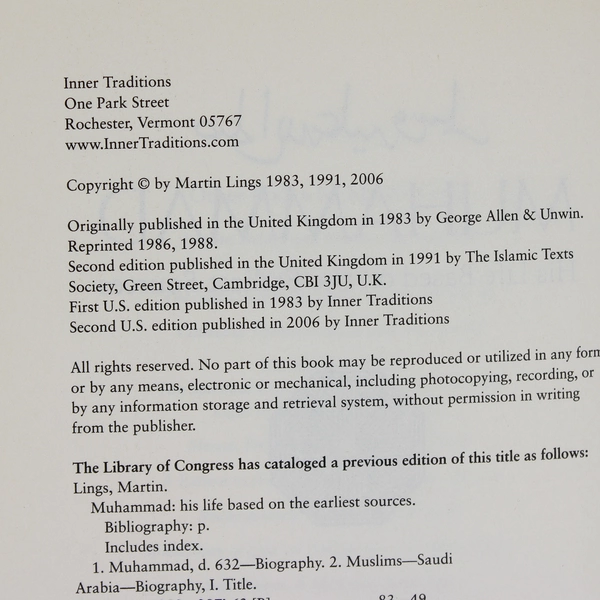 Inner Traditions
One Park Street
Rochester, Vermont 05767
www.InnerTraditions.com
Copyright © by Martin Lings 1983, 1991, 2006
Originally published in the United Kingdom in 1983 by George Allen & Unwin.
Reprinted 1986, 1988.
Second edition published in the United Kingdom in 1991 by The Islamic Texts
Society, Green Street, Cambridge, CBI 3JU, U.K.
First U.S. edition published in 1983 by Inner Traditions
Second U.S. edition published in 2006 by Inner Traditions
All rights reserved. No part of this book may be reproduced or utilized in any form
or by any means, electronic or mechanical, including photocopying, recording, or
by any information storage and retrieval system, without permission in writing
from the publisher.
The Library of Congress has cataloged a previous edition of this title as follows:
Lings, Martin.
Muhammad: his life based on the earliest sources.
Bibliography: p.
Includes index.
1. Muhammad, d. 632—Biography. 2. Muslims—Saudi
Arabia—Biography, I. Title.